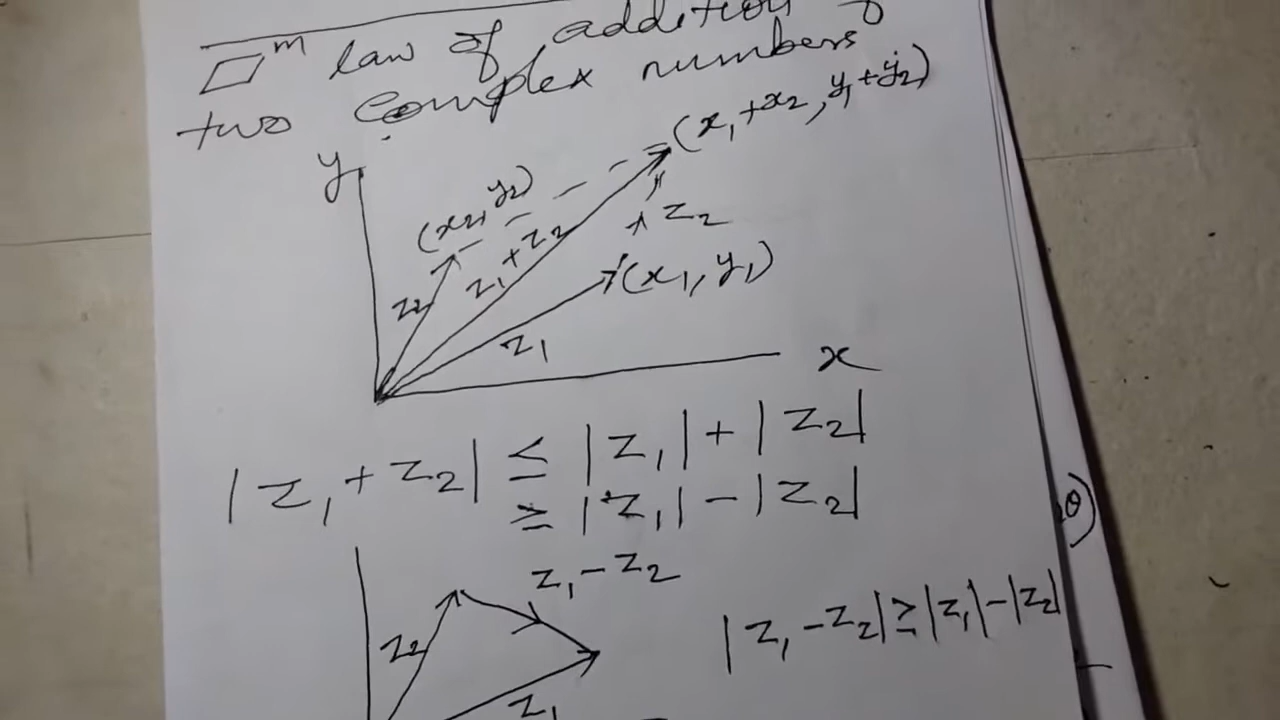 ▱ᵐ law of addition of
two complex numbers
y
(x₁+x₂, y₁+y₂)
(x₂, y₂)
z₂
z₁+z₂
z₂
(x₁, y₁)
z₁
x
|z₁+z₂| ≤ |z₁|+|z₂|
≥ |z₁|-|z₂|
θ)
z₁-z₂
z₂
|z₁-z₂|≥|z₁|-|z₂|
z₁